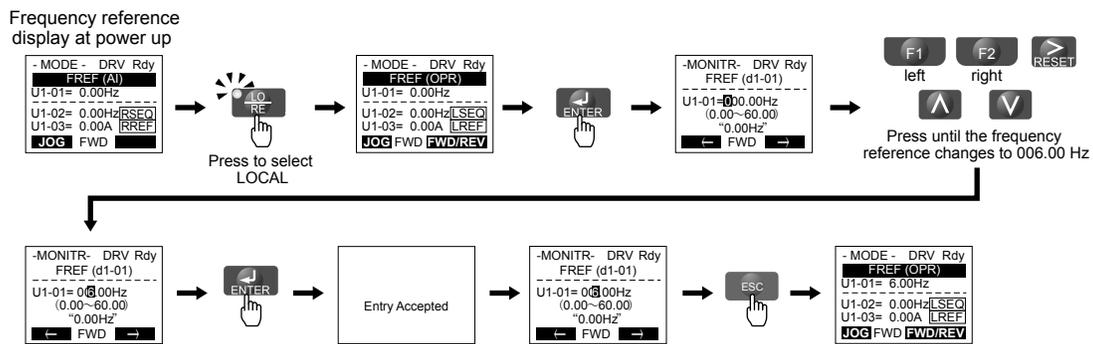 Frequency reference
display at power up
- MODE -  DRV Rdy
FREF (AI)
U1-01=  0.00Hz
U1-02=  0.00Hz RSEQ
U1-03=  0.00A RREF
JOG FWD
LO
RE
Press to select
LOCAL
- MODE -  DRV Rdy
FREF (OPR)
U1-01=  0.00Hz
U1-02=  0.00Hz LSEQ
U1-03=  0.00A LREF
JOG FWD FWD/REV
ENTER
-MONITR-  DRV Rdy
FREF (d1-01)
U1-01=000.00Hz
(0.00~60.00)
“0.00Hz”
← FWD →
F1
left
F2
right
>
RESET
Λ V
Press until the frequency
reference changes to 006.00 Hz
-MONITR-  DRV Rdy
FREF (d1-01)
U1-01= 006.00Hz
(0.00~60.00)
“0.00Hz”
← FWD →
ENTER
Entry Accepted
-MONITR-  DRV Rdy
FREF (d1-01)
U1-01= 006.00Hz
(0.00~60.00)
“0.00Hz”
← FWD →
ESC
- MODE -  DRV Rdy
FREF (OPR)
U1-01=  6.00Hz
U1-02=  0.00Hz LSEQ
U1-03=  0.00A LREF
JOG FWD FWD/REV